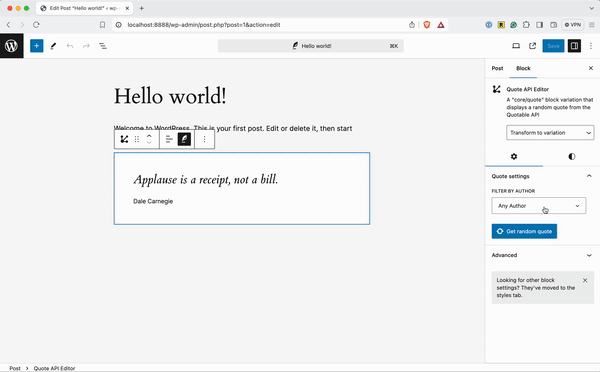 Edit Post "Hello world!" ‹ wp -
localhost:8888/wp-admin/post.php?post=1&action=edit
VPN
Hello world!
⌘K
Save
Post
Block
Hello world!
Welcome to WordPress. This is your first post. Edit or delete it, then start
Applause is a receipt, not a bill.
Dale Carnegie
Quote API Editor
A "core/quote" block variation that
displays a random quote from the
Quotable API
Transform to variation
Quote settings
FILTER BY AUTHOR
Any Author
Get random quote
Advanced
Looking for other block
settings? They've moved to the
styles tab.
Post
Quote API Editor